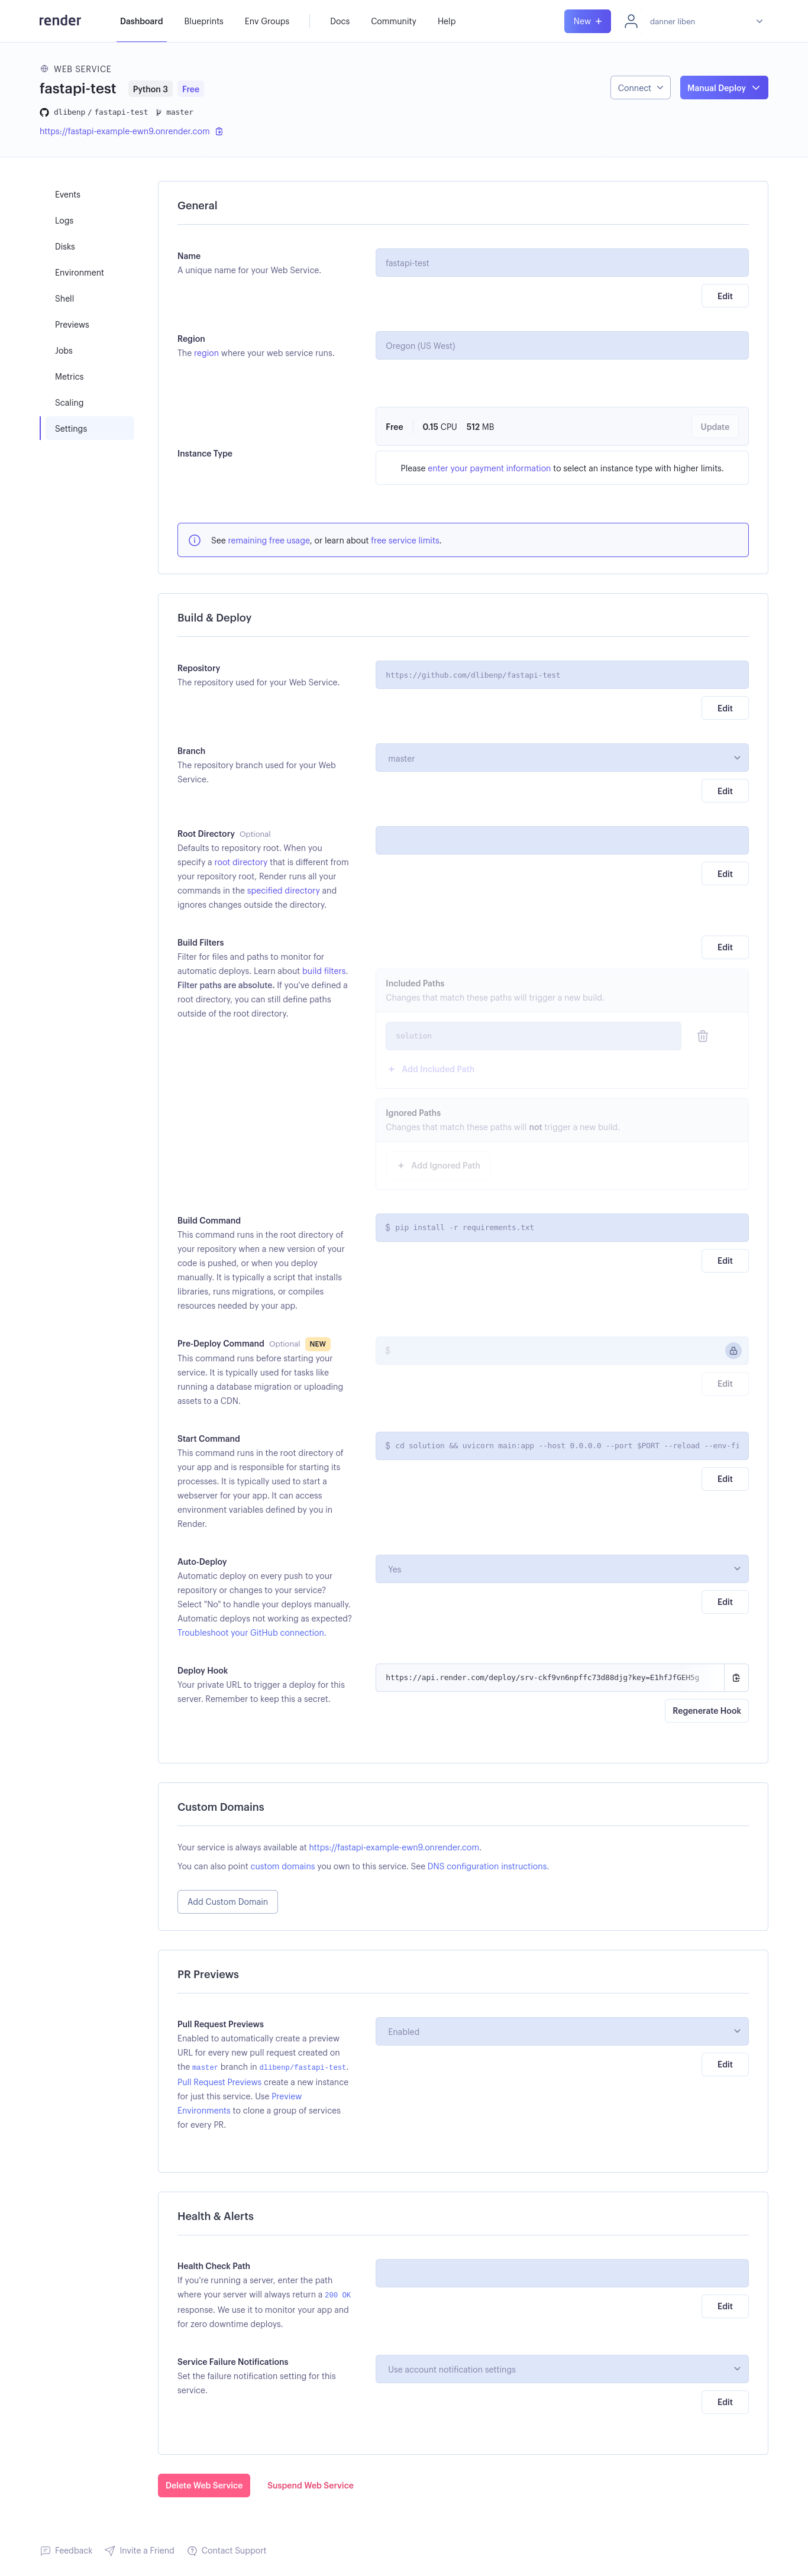 render
Dashboard
Blueprints
Env Groups
Docs
Community
Help
New +
danner liben
WEB SERVICE
fastapi-test
Python 3
Free
Connect
Manual Deploy
dlibenp / fastapi-test
master
https://fastapi-example-ewn9.onrender.com
Events
Logs
Disks
Environment
Shell
Previews
Jobs
Metrics
Scaling
Settings
General
Name
A unique name for your Web Service.
fastapi-test
Edit
Region
The region where your web service runs.
Oregon (US West)
Instance Type
Free
0.15 CPU
512 MB
Update
Please enter your payment information to select an instance type with higher limits.
See remaining free usage, or learn about free service limits.
Build & Deploy
Repository
The repository used for your Web Service.
https://github.com/dlibenp/fastapi-test
Edit
Branch
The repository branch used for your Web
Service.
master
Edit
Root Directory Optional
Defaults to repository root. When you
specify a root directory that is different from
your repository root, Render runs all your
commands in the specified directory and
ignores changes outside the directory.
Edit
Build Filters
Filter for files and paths to monitor for
automatic deploys. Learn about build filters.
Filter paths are absolute. If you've defined a
root directory, you can still define paths
outside of the root directory.
Edit
Included Paths
Changes that match these paths will trigger a new build.
solution
+ Add Included Path
Ignored Paths
Changes that match these paths will not trigger a new build.
+ Add Ignored Path
Build Command
This command runs in the root directory of
your repository when a new version of your
code is pushed, or when you deploy
manually. It is typically a script that installs
libraries, runs migrations, or compiles
resources needed by your app.
$ pip install -r requirements.txt
Edit
Pre-Deploy Command Optional NEW
This command runs before starting your
service. It is typically used for tasks like
running a database migration or uploading
assets to a CDN.
$
Edit
Start Command
This command runs in the root directory of
your app and is responsible for starting its
processes. It is typically used to start a
webserver for your app. It can access
environment variables defined by you in
Render.
$ cd solution && uvicorn main:app --host 0.0.0.0 --port $PORT --reload --env-fi
Edit
Auto-Deploy
Automatic deploy on every push to your
repository or changes to your service?
Select "No" to handle your deploys manually.
Automatic deploys not working as expected?
Troubleshoot your GitHub connection.
Yes
Edit
Deploy Hook
Your private URL to trigger a deploy for this
server. Remember to keep this a secret.
https://api.render.com/deploy/srv-ckf9vn6npffc73d88djg?key=E1hfJfGEH5g
Regenerate Hook
Custom Domains
Your service is always available at https://fastapi-example-ewn9.onrender.com.
You can also point custom domains you own to this service. See DNS configuration instructions.
Add Custom Domain
PR Previews
Pull Request Previews
Enabled to automatically create a preview
URL for every new pull request created on
the master branch in dlibenp/fastapi-test.
Pull Request Previews create a new instance
for just this service. Use Preview
Environments to clone a group of services
for every PR.
Enabled
Edit
Health & Alerts
Health Check Path
If you're running a server, enter the path
where your server will always return a 200 OK
response. We use it to monitor your app and
for zero downtime deploys.
Edit
Service Failure Notifications
Set the failure notification setting for this
service.
Use account notification settings
Edit
Delete Web Service
Suspend Web Service
Feedback
Invite a Friend
Contact Support